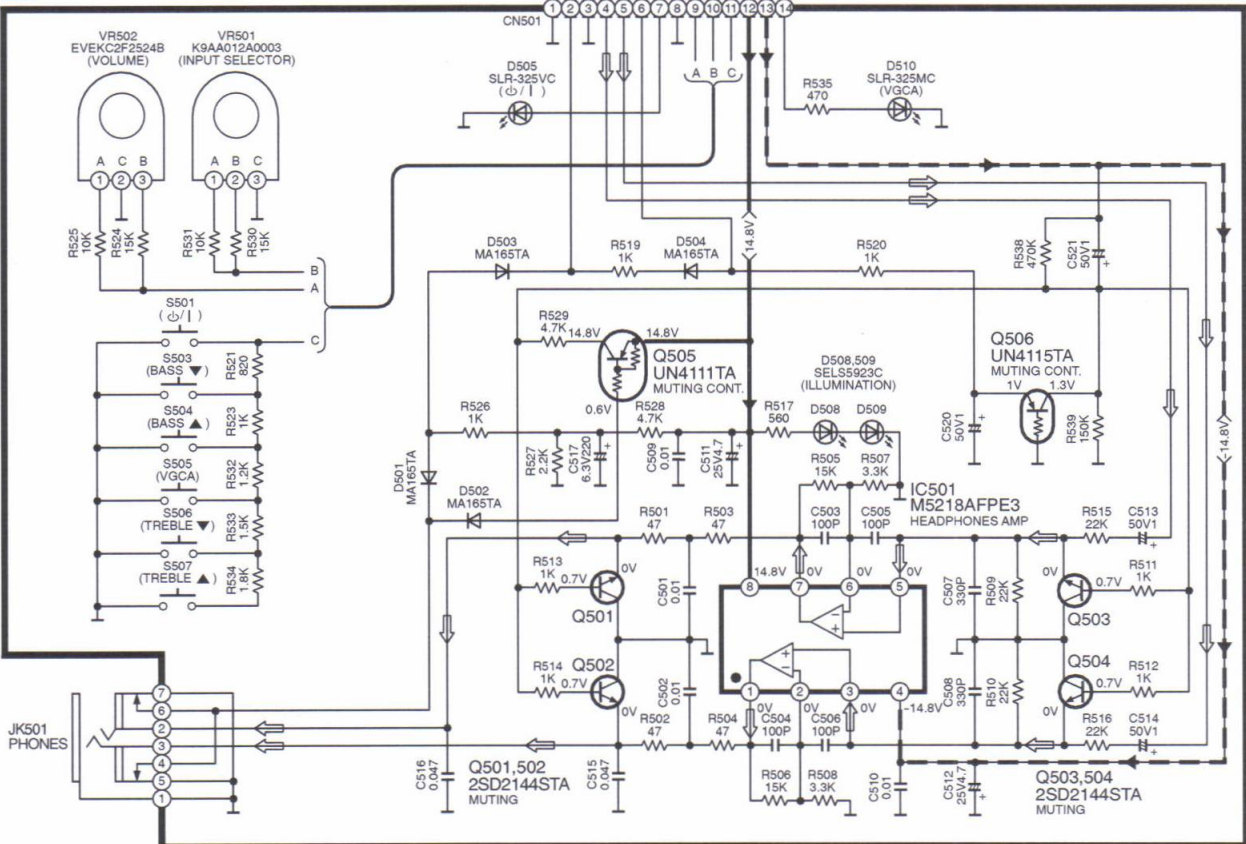 CN501
1 2 3 4 5 6 7 8 9 10 11 12 13 14
VR502
EVEKC2F2524B
(VOLUME)
VR501
K9AA012A0003
(INPUT SELECTOR)
D505
SLR-325VC
(⏻/I)
A B C
R535
470
D510
SLR-325MC
(VGCA)
A C B
1 2 3
A B C
1 2 3
R525
10K
R524
15K
R531
10K
R530
15K
14.8V
D503
MA165TA
R519
1K
D504
MA165TA
R520
1K
R538
470K
C521
50V1
+
B
A
C
S501
(⏻/I)
R521
820
S503
(BASS ▼)
R523
1K
S504
(BASS ▲)
R532
1.2K
S505
(VGCA)
R533
1.5K
S506
(TREBLE ▼)
R534
1.8K
S507
(TREBLE ▲)
R529
4.7K
14.8V
14.8V
Q505
UN4111TA
MUTING CONT.
0.6V
D508,509
SELS5923C
(ILLUMINATION)
Q506
UN4115TA
MUTING CONT.
1V 1.3V
R526
1K
R528
4.7K
R517
560
D508 D509
C520
50V1
+
R539
150K
-14.8V
D501
MA165TA
R527
2.2K
C517
6.3V220
+
C509
0.01
C511
25V4.7
+
R505
15K
R507
3.3K
D502
MA165TA
IC501
M5218AFPE3
HEADPHONES AMP
R501
47
R503
47
C503
100P
C505
100P
R515
22K
C513
50V1
+
0V
R513
1K
0.7V
Q501
C501
0.01
14.8V
0V
0V
0V
8 7 6 5
- +
+ -
C507
330P
R509
22K
0V
0.7V
R511
1K
Q503
Q502
R514
1K
0.7V
0V
C502
0.01
1 2 3 4
0V
0V
0V
-14.8V
C508
330P
R510
22K
Q504
0.7V
R512
1K
0V
R502
47
R504
47
C504
100P
C506
100P
R516
22K
C514
50V1
+
JK501
PHONES
7
6
2
3
4
5
1
C516
0.047
Q501,502
2SD2144STA
MUTING
C515
0.047
R506
15K
R508
3.3K
C510
0.01
C512
25V4.7
+
Q503,504
2SD2144STA
MUTING